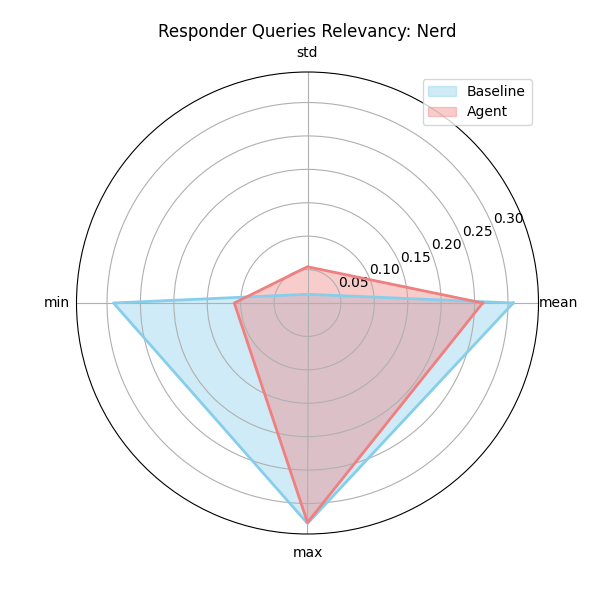 Responder Queries Relevancy: Nerd
std
Baseline
Agent
0.30
0.25
0.20
0.15
0.10
0.05
min
mean
max